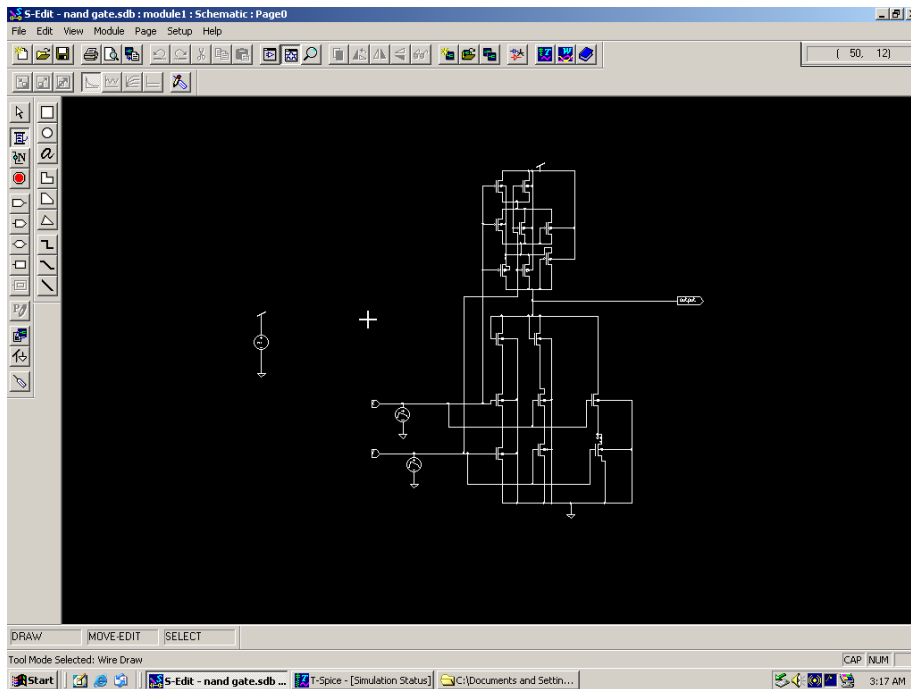 S-Edit - nand gate.sdb : module1 : Schematic : Page0
File Edit View Module Page Setup Help
( 50, 12)
output
DRAW MOVE-EDIT SELECT
Tool Mode Selected: Wire Draw
CAP NUM
Start S-Edit - nand gate.sdb ... T-Spice - [Simulation Status] C:\Documents and Settin... 3:17 AM